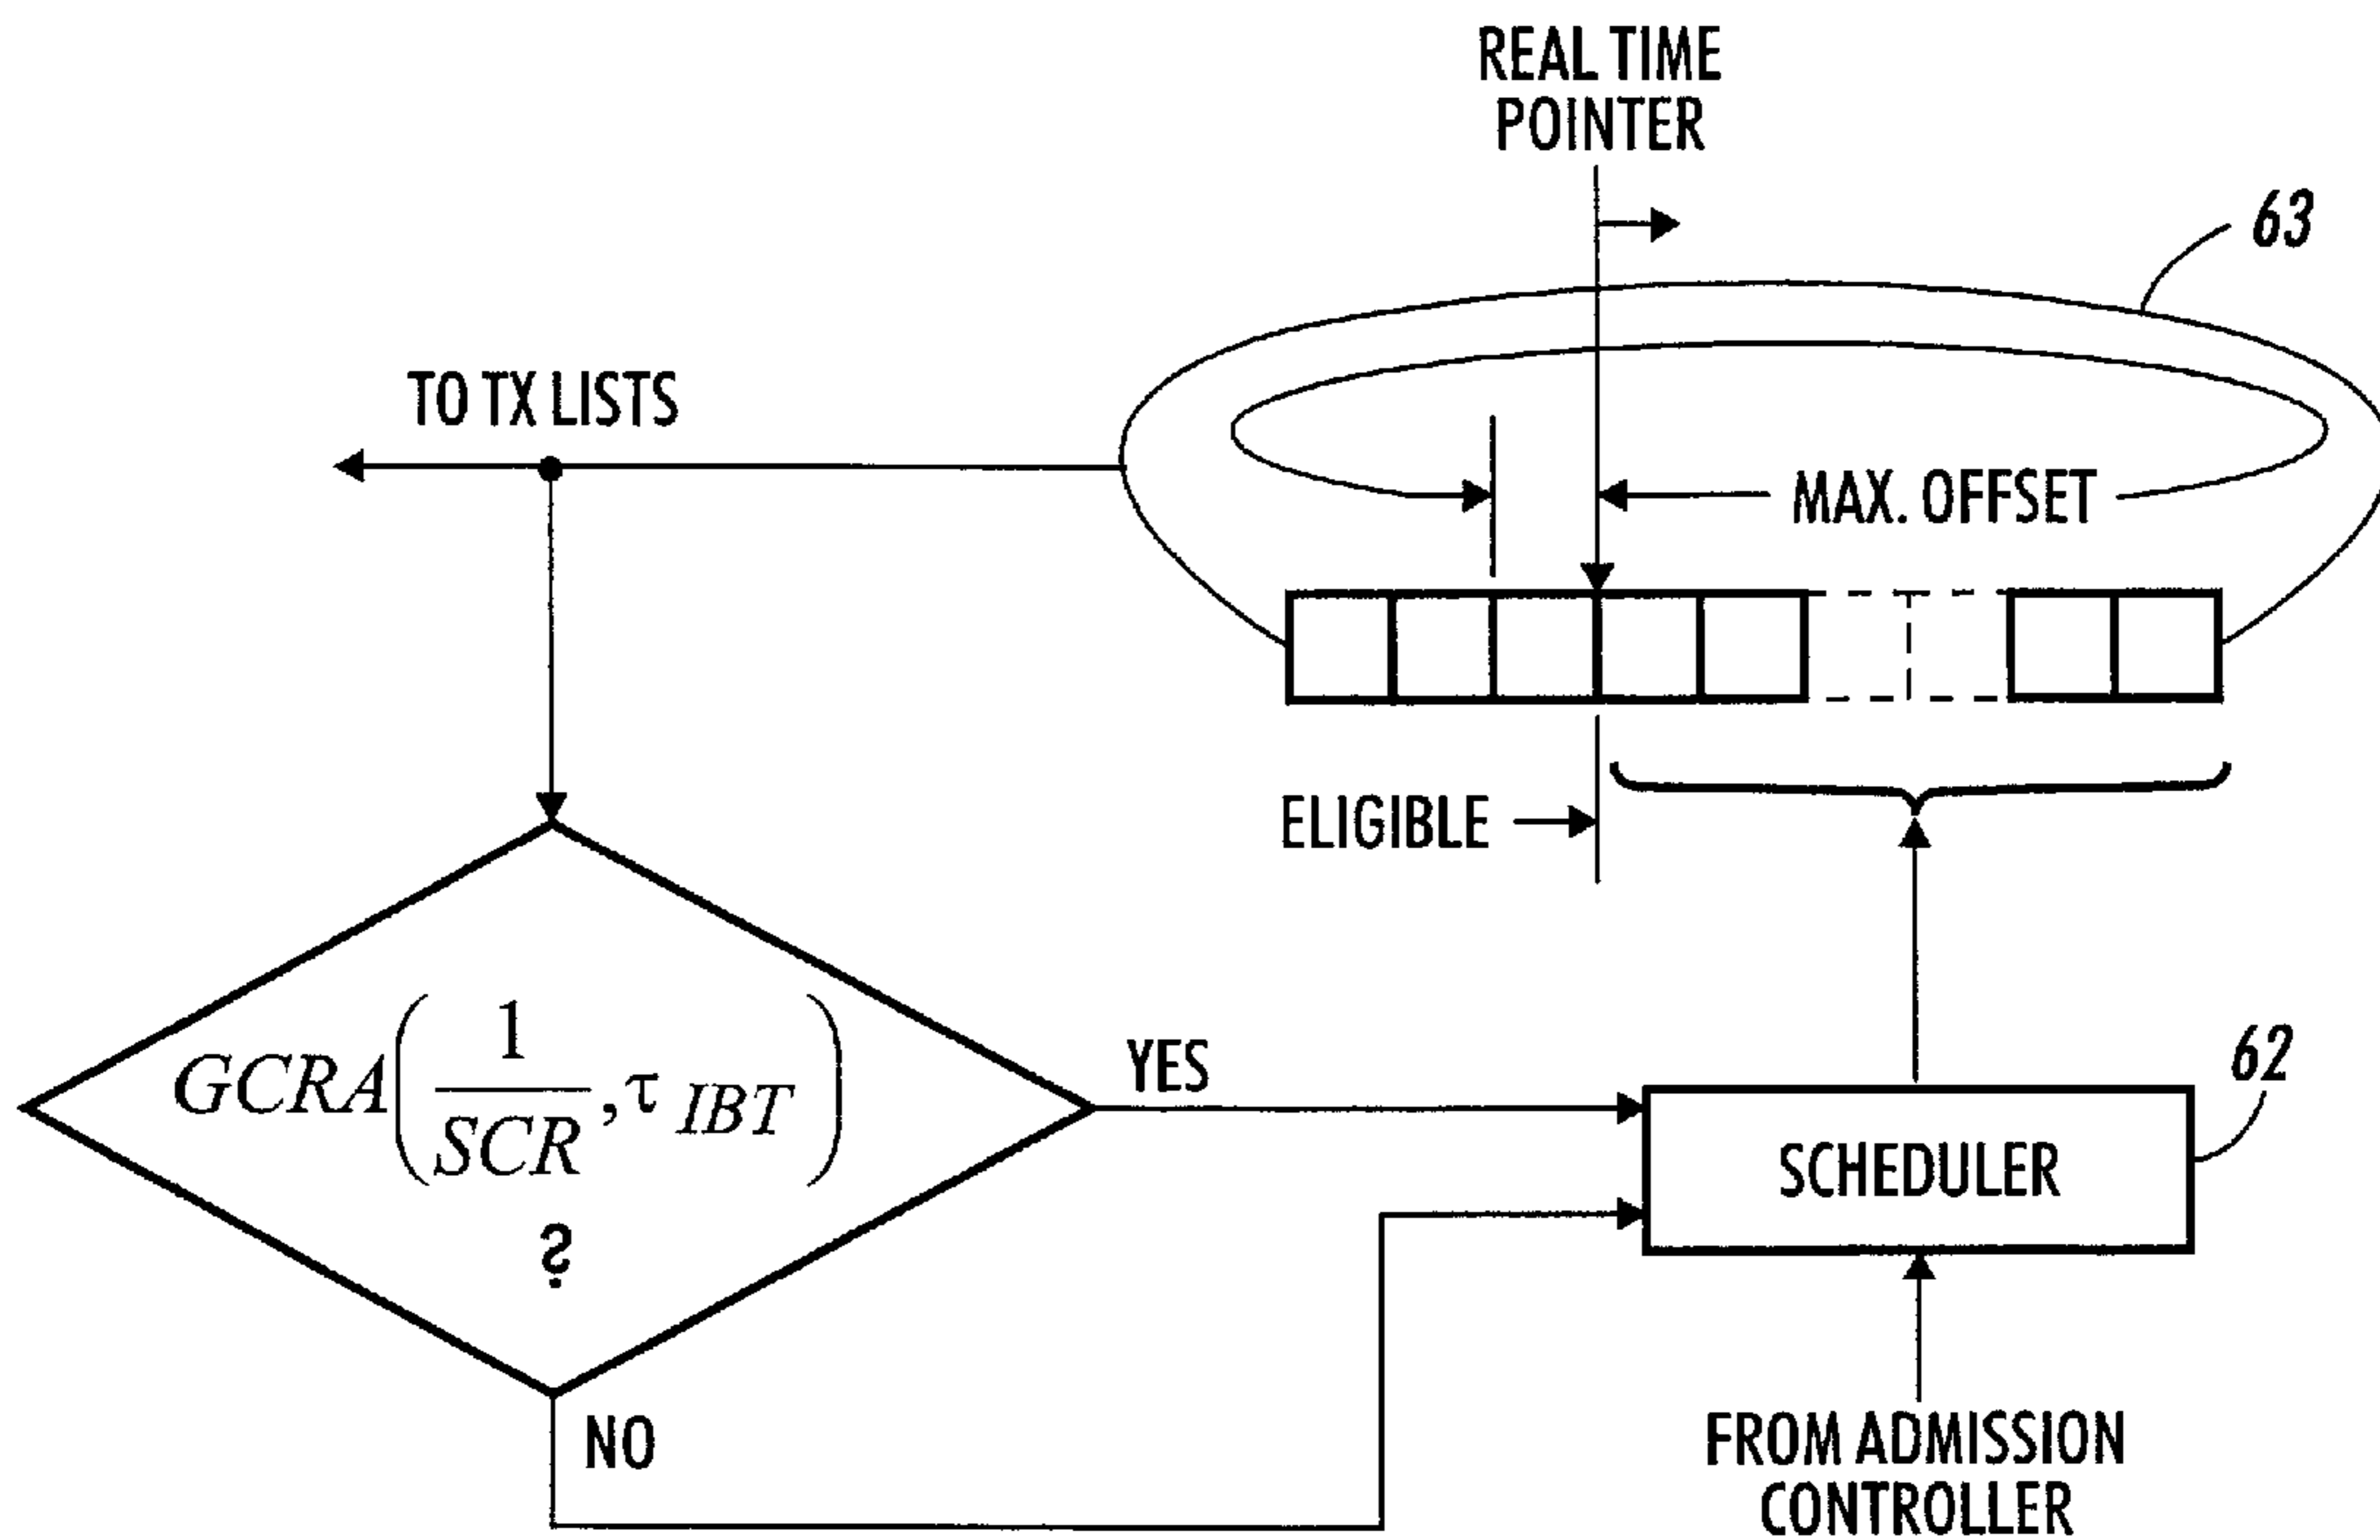 REAL TIME
POINTER
63
TO TX LISTS
MAX. OFFSET
ELIGIBLE
GCRA(1/SCR, τ IBT)
?
YES
NO
62
SCHEDULER
FROM ADMISSION
CONTROLLER